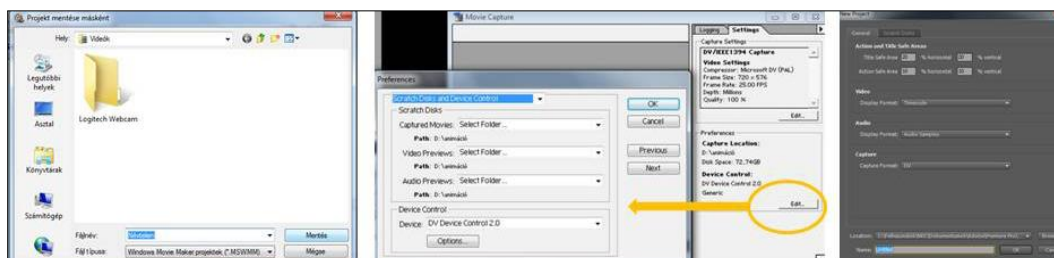 Projekt mentése másként
Hely:
Videók
Legutóbbi helyek
Asztal
Könyvtárak
Számítógép
Logitech Webcam
Fájlnév:
Mentés
Fájl típusa:
Windows Movie Maker projektek (*.MSWMM)
Mégse
Movie Capture
Preferences
Scratch Disks and Device Control
Scratch Disks
Captured Movies: Select Folder...
Path: D:\animáció
Video Previews: Select Folder...
Path: D:\animáció
Audio Previews: Select Folder...
Path: D:\animáció
Device Control
Device: DV Device Control 2.0
Options...
OK
Cancel
Previous
Next
Logging
Settings
Capture Settings
DV/IEEE1394 Capture
Video Settings
Compressor: Microsoft DV (PAL)
Frame Size: 720 x 576
Frame Rate: 25.00 FPS
Depth: Millions
Quality: 100 %
Edit...
Preferences
Capture Location:
D:\animáció
Disk Space: 72.74GB
Device Control:
DV Device Control 2.0
Generic
Edit...
New Project
General
Scratch Disks
Action and Title Safe Areas
Title Safe Area
% horizontal
% vertical
Action Safe Area
% horizontal
% vertical
Video
Display Format: Timecode
Audio
Display Format: Audio Samples
Capture
Capture Format: DV
Location:
Name: Untitled
OK